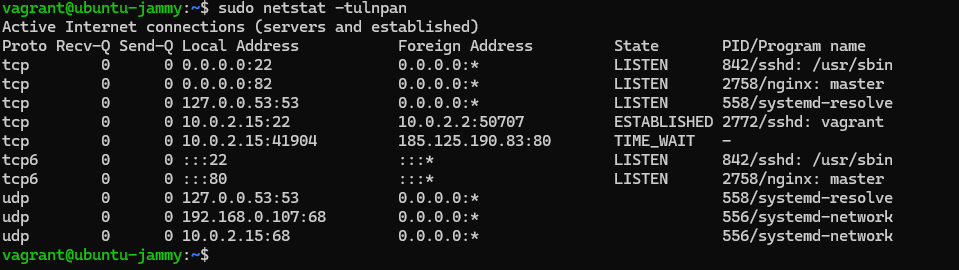 vagrant@ubuntu-jammy:~$ sudo netstat -tulnpan
Active Internet connections (servers and established)
Proto Recv-Q Send-Q Local Address           Foreign Address         State       PID/Program name
tcp        0      0 0.0.0.0:22              0.0.0.0:*               LISTEN      842/sshd: /usr/sbin
tcp        0      0 0.0.0.0:82              0.0.0.0:*               LISTEN      2758/nginx: master
tcp        0      0 127.0.0.53:53           0.0.0.0:*               LISTEN      558/systemd-resolve
tcp        0      0 10.0.2.15:22            10.0.2.2:50707          ESTABLISHED 2772/sshd: vagrant
tcp        0      0 10.0.2.15:41904         185.125.190.83:80       TIME_WAIT   -
tcp6       0      0 :::22                   :::*                    LISTEN      842/sshd: /usr/sbin
tcp6       0      0 :::80                   :::*                    LISTEN      2758/nginx: master
udp        0      0 127.0.0.53:53           0.0.0.0:*                           558/systemd-resolve
udp        0      0 192.168.0.107:68        0.0.0.0:*                           556/systemd-network
udp        0      0 10.0.2.15:68            0.0.0.0:*                           556/systemd-network
vagrant@ubuntu-jammy:~$